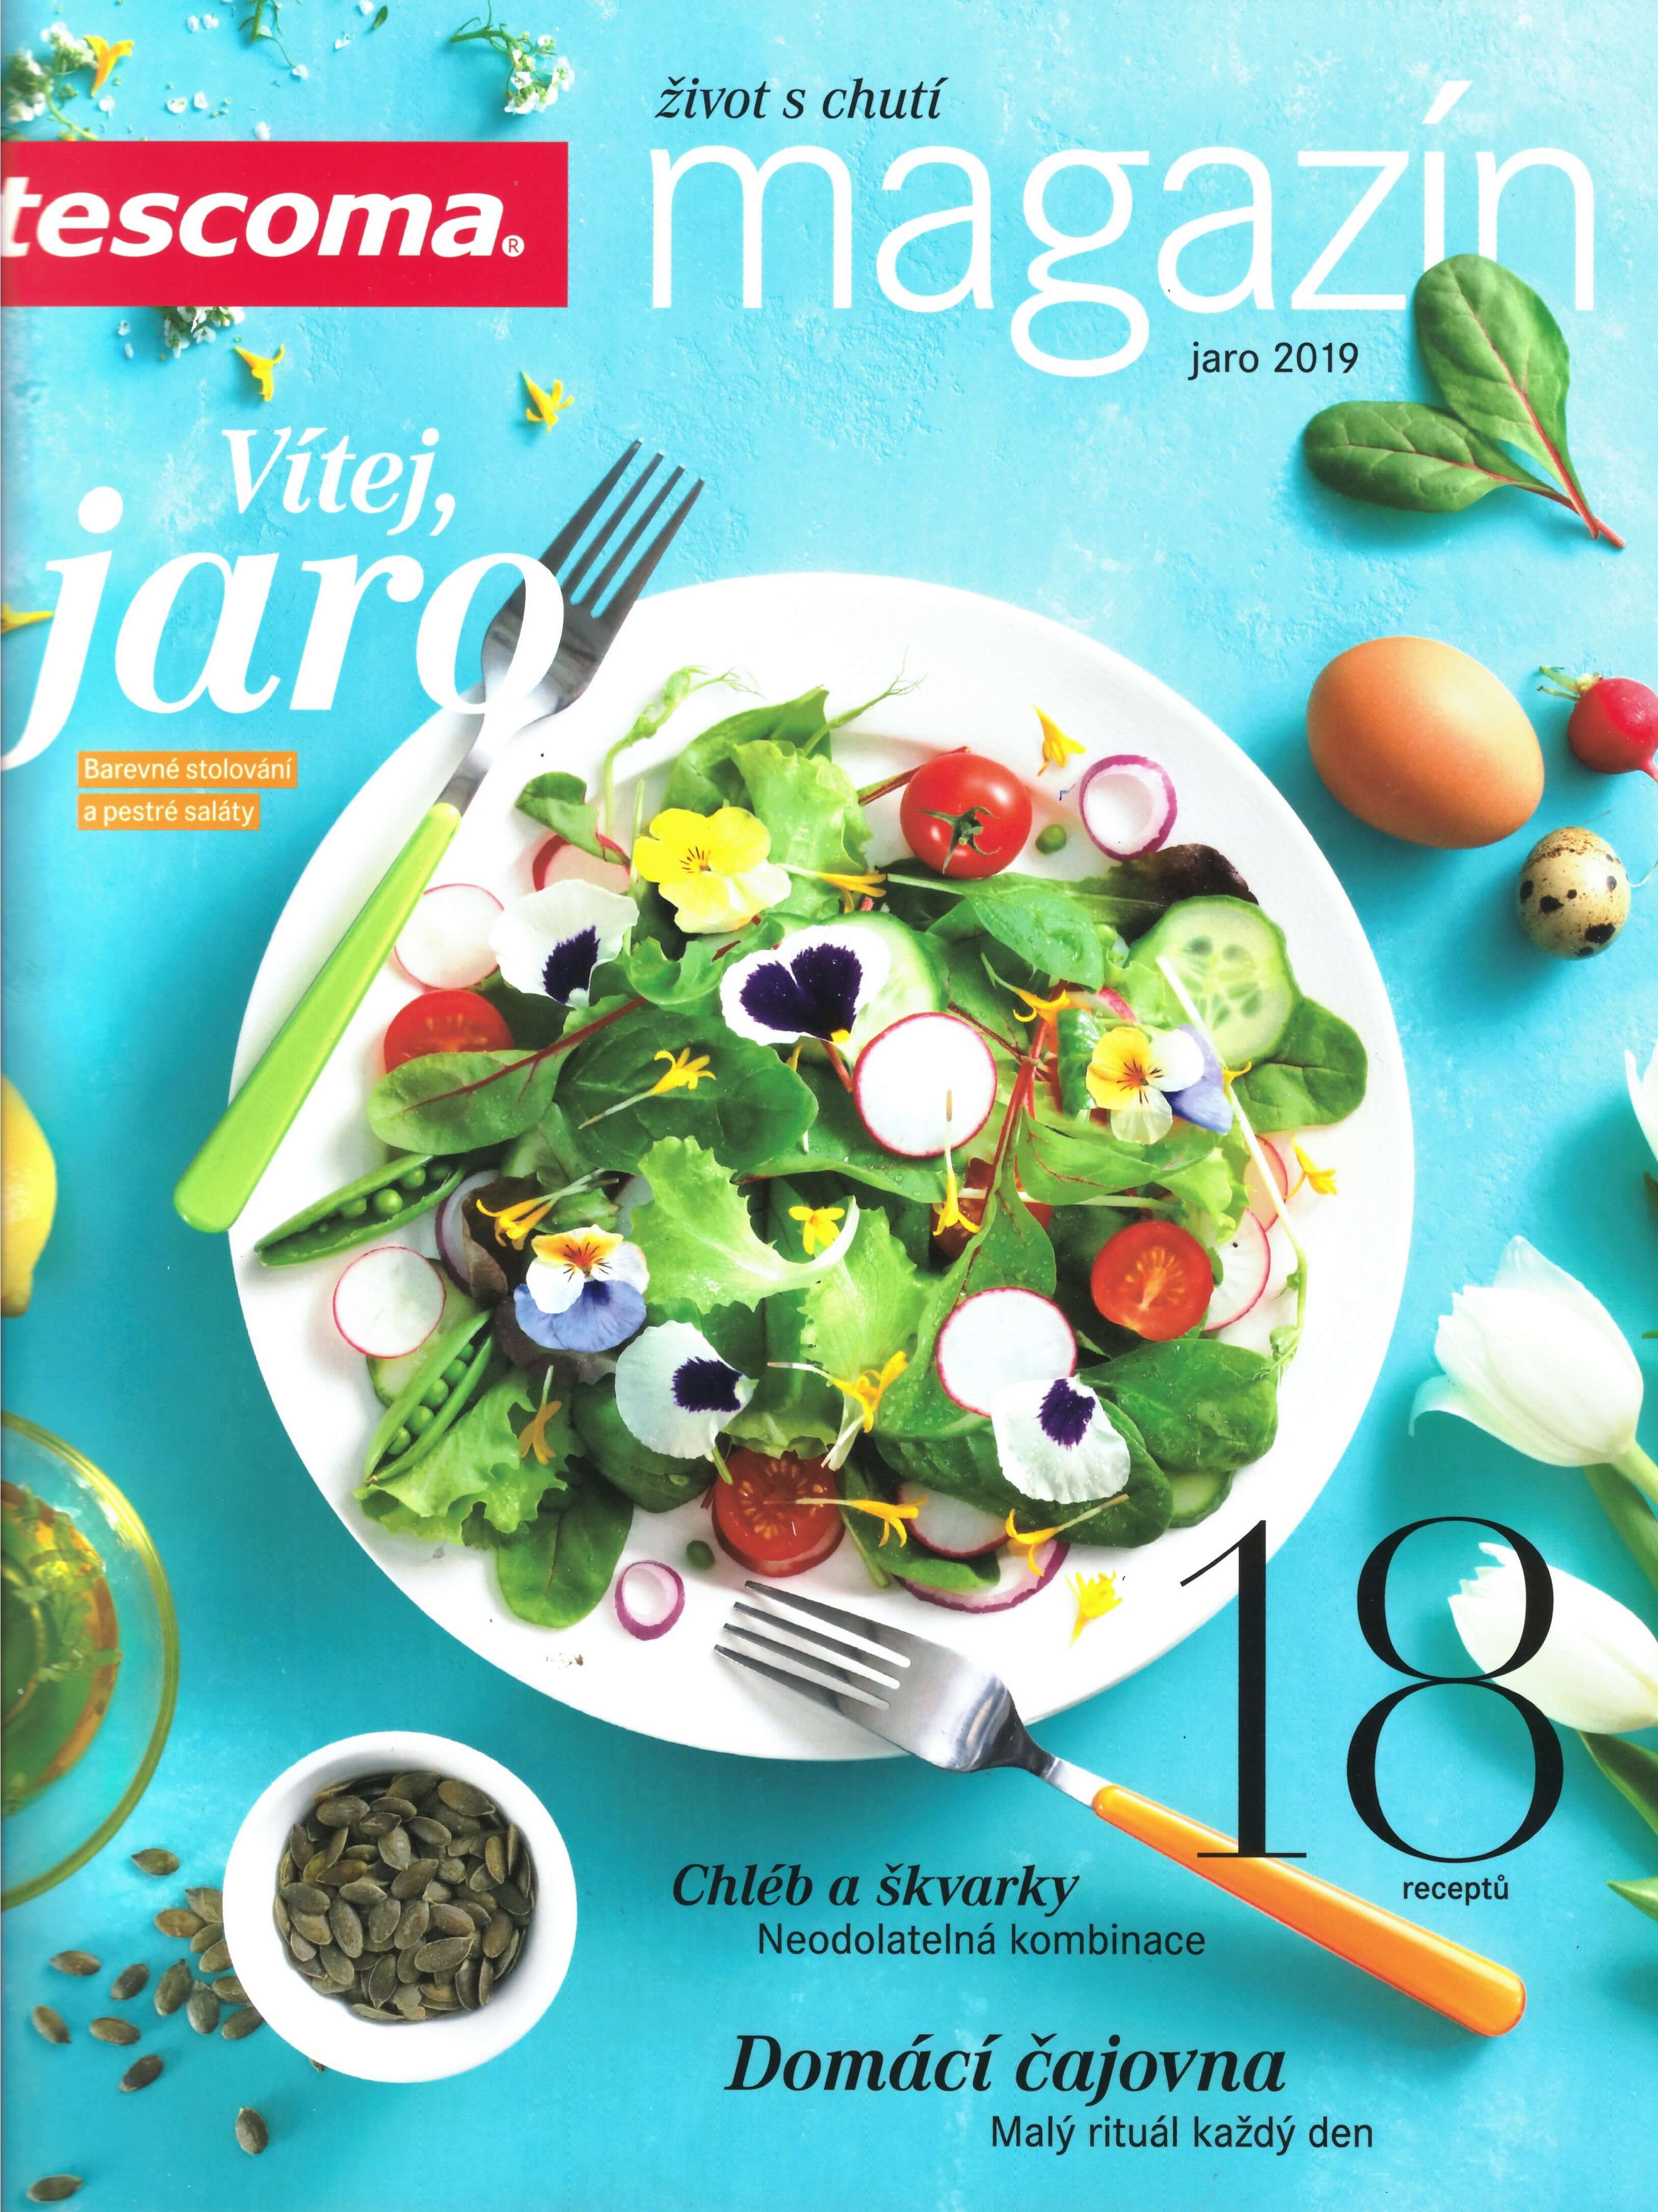 život s chutí
tescoma®
magazín
jaro 2019
Vítej,
jaro
Barevné stolování
a pestré saláty
18
receptů
Chléb a škvarky
Neodolatelná kombinace
Domácí čajovna
Malý rituál každý den